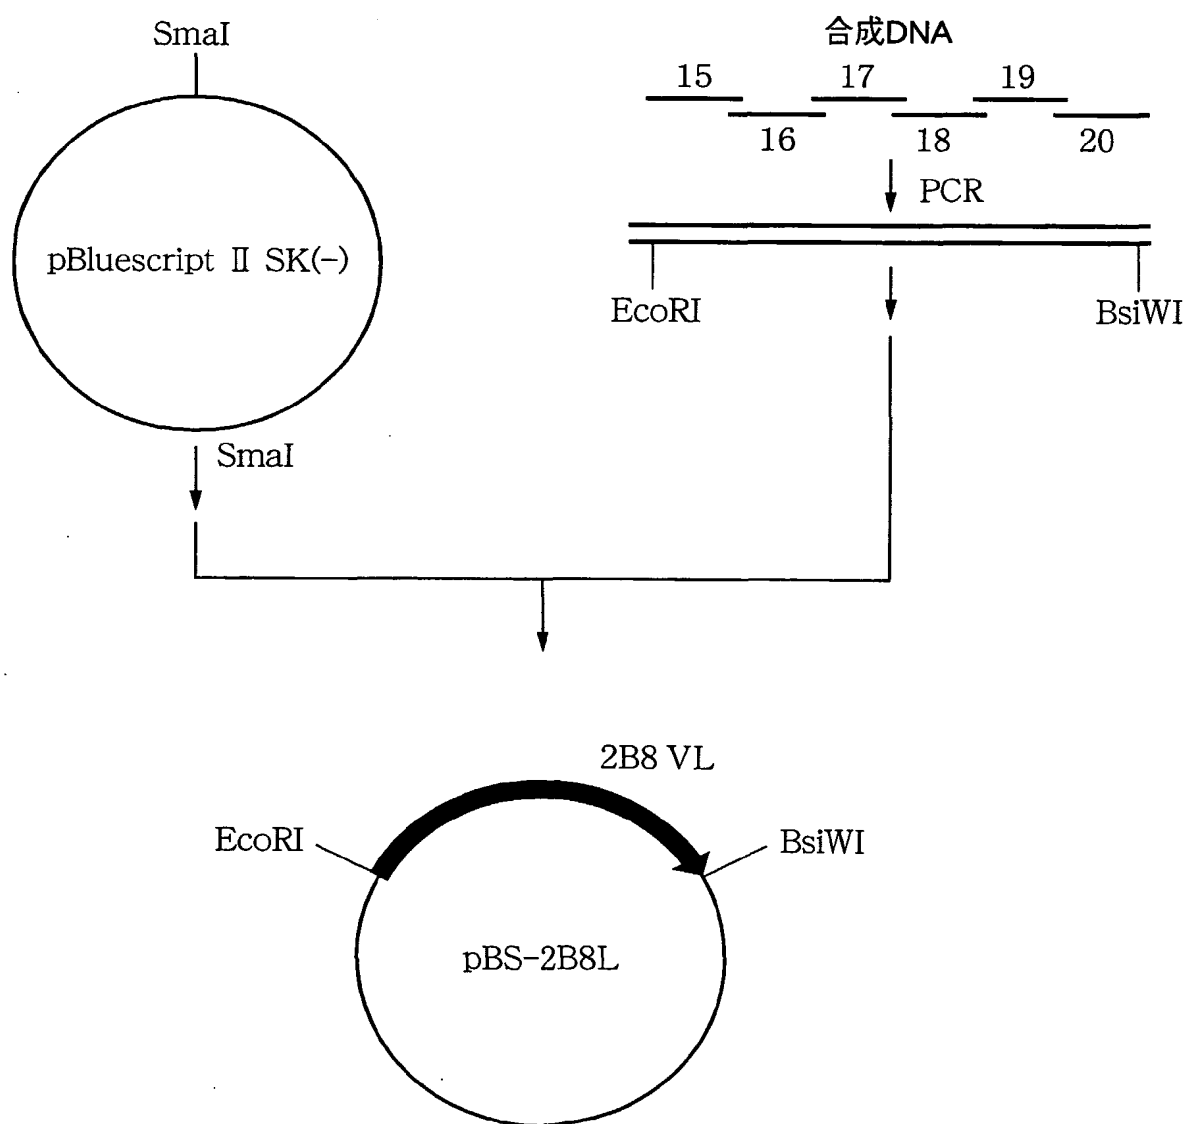 SmaI
合成DNA
15
17
19
16
18
20
PCR
pBluescript Ⅱ SK(-)
EcoRI
BsiWI
SmaI
2B8 VL
EcoRI
BsiWI
pBS-2B8L